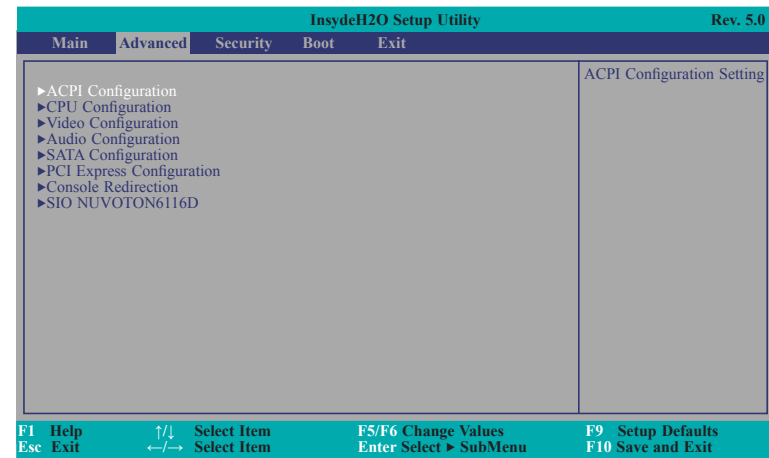 InsydeH2O Setup Utility Rev. 5.0
Main Advanced Security Boot Exit
ACPI Configuration Setting
►ACPI Configuration
►CPU Configuration
►Video Configuration
►Audio Configuration
►SATA Configuration
►PCI Express Configuration
►Console Redirection
►SIO NUVOTON6116D
F1 Help ↑/↓ Select Item F5/F6 Change Values F9 Setup Defaults
Esc Exit ←/→ Select Item Enter Select ► SubMenu F10 Save and Exit